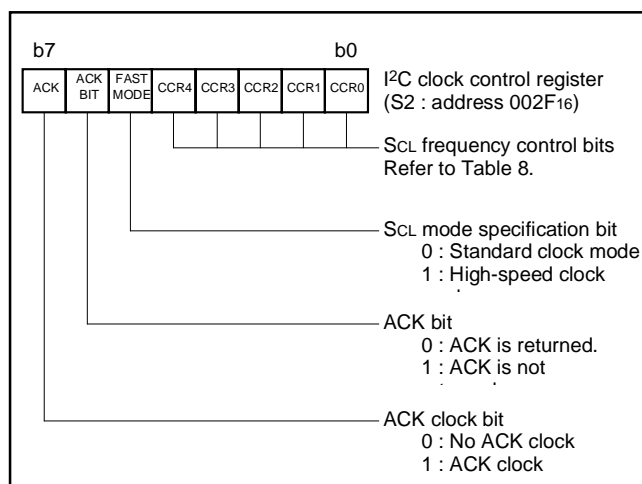 b7 b0
ACK ACK BIT FAST MODE CCR4 CCR3 CCR2 CCR1 CCR0
I²C clock control register
(S2 : address 002F₁₆)
SCL frequency control bits
Refer to Table 8.
SCL mode specification bit
0 : Standard clock mode
1 : High-speed clock
ACK bit
0 : ACK is returned.
1 : ACK is not
ACK clock bit
0 : No ACK clock
1 : ACK clock